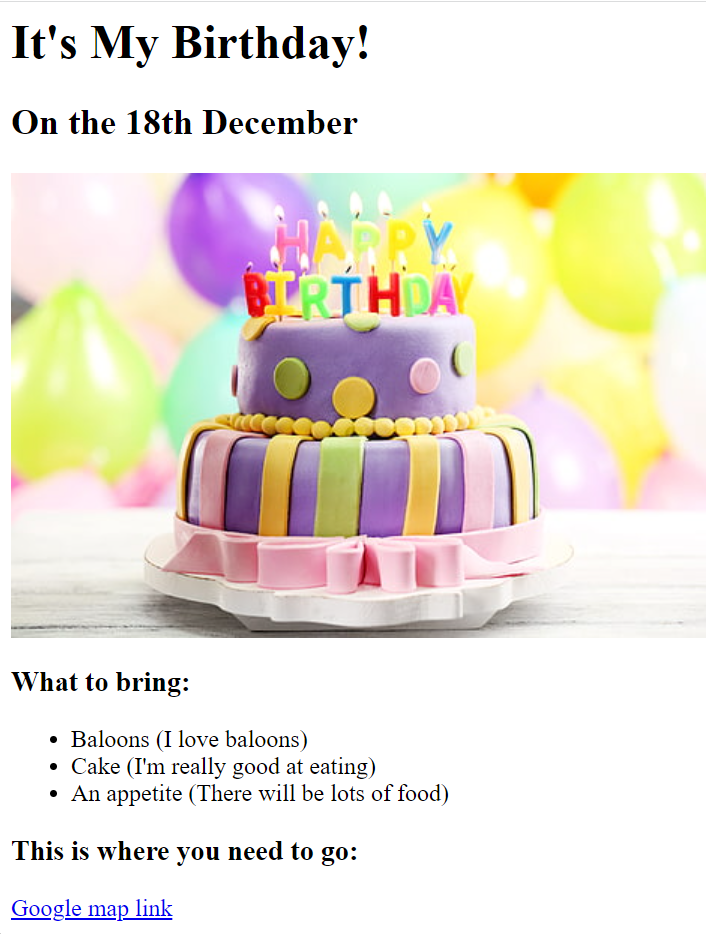 It's My Birthday!
On the 18th December
HAPPY
BIRTHDAY
What to bring:
Baloons (I love baloons)
Cake (I'm really good at eating)
An appetite (There will be lots of food)
This is where you need to go:
Google map link